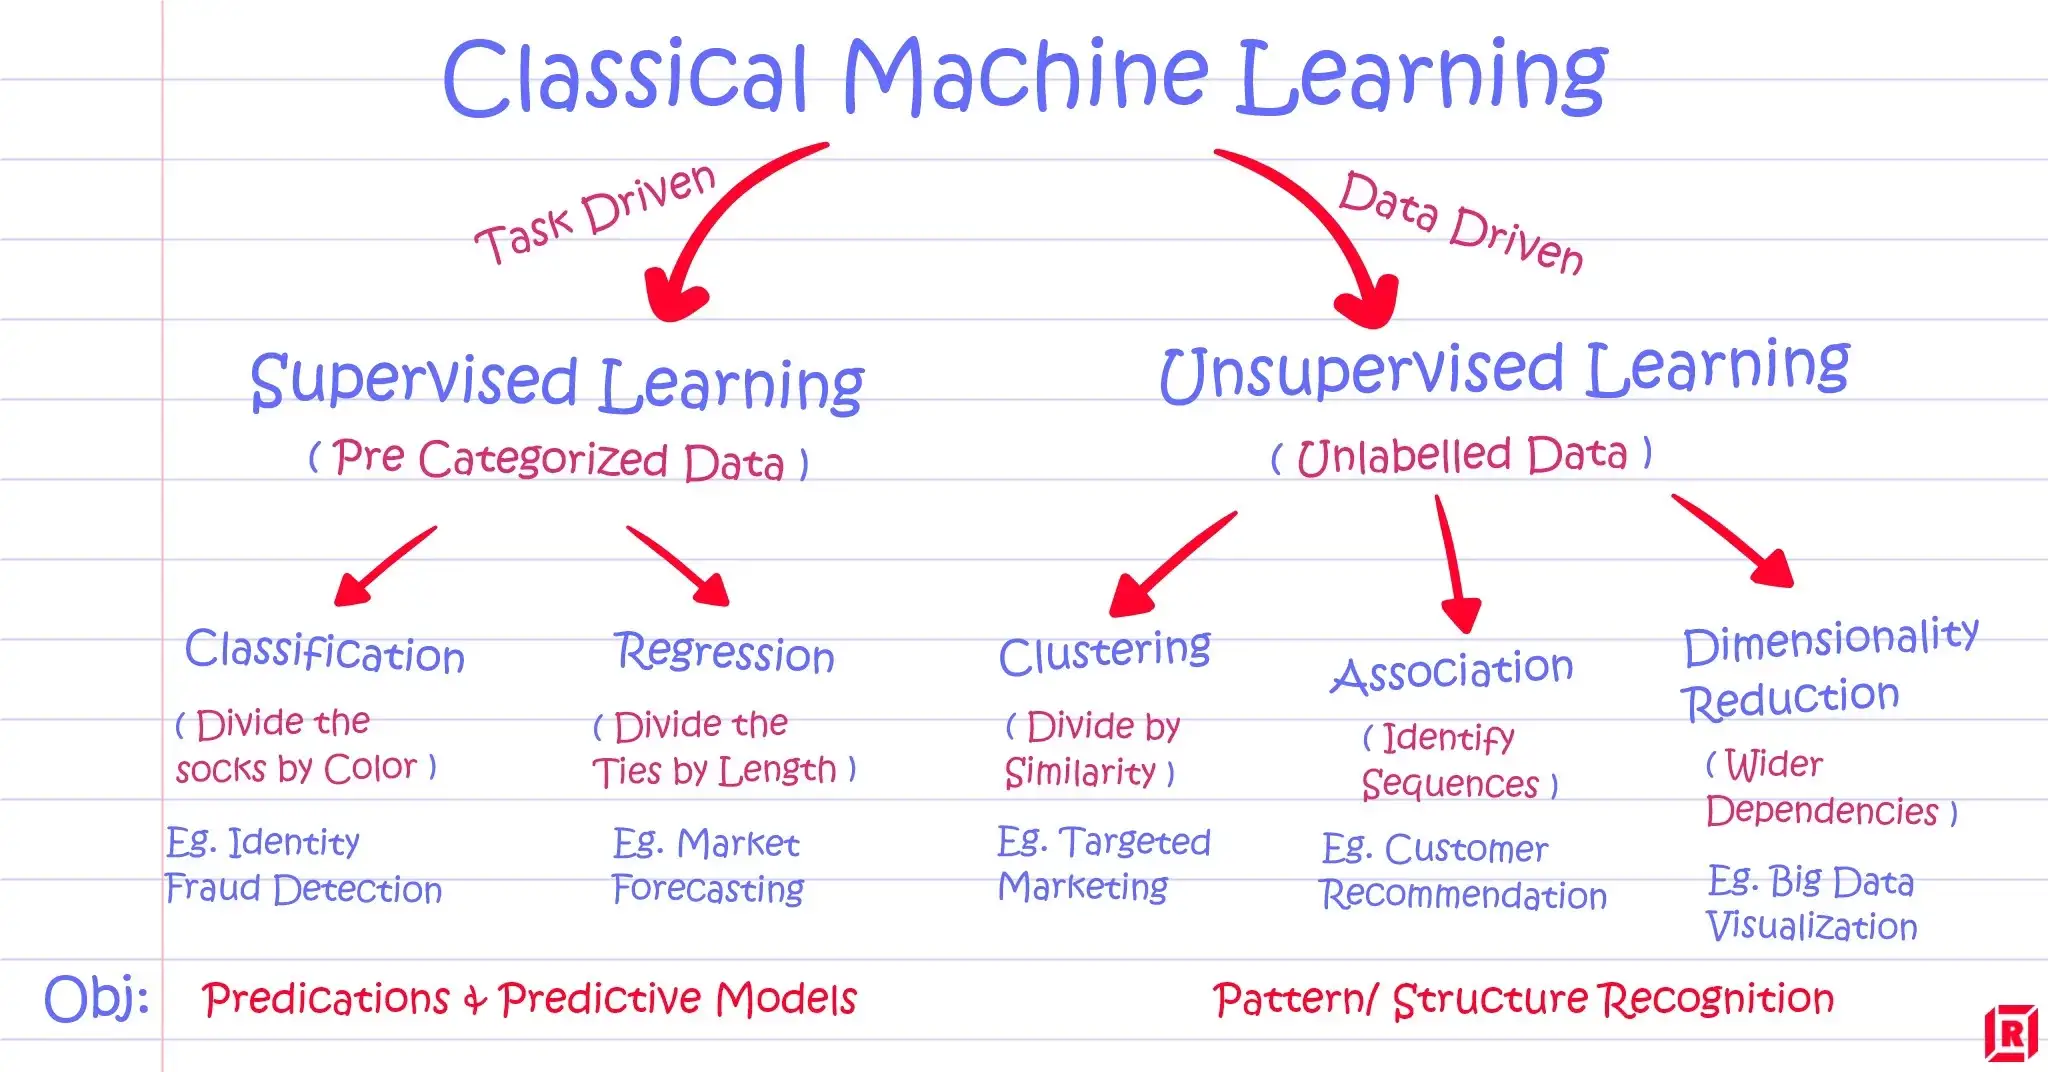 Classical Machine Learning
Task Driven
Data Driven
Supervised Learning
( Pre Categorized Data )
Unsupervised Learning
( Unlabelled Data )
Classification
( Divide the
socks by Color )
Eg. Identity
Fraud Detection
Regression
( Divide the
Ties by Length )
Eg. Market
Forecasting
Clustering
( Divide by
Similarity )
Eg. Targeted
Marketing
Association
( Identify
Sequences )
Eg. Customer
Recommendation
Dimensionality
Reduction
( Wider
Dependencies )
Eg. Big Data
Visualization
Obj:
Predications & Predictive Models
Pattern/ Structure Recognition
R